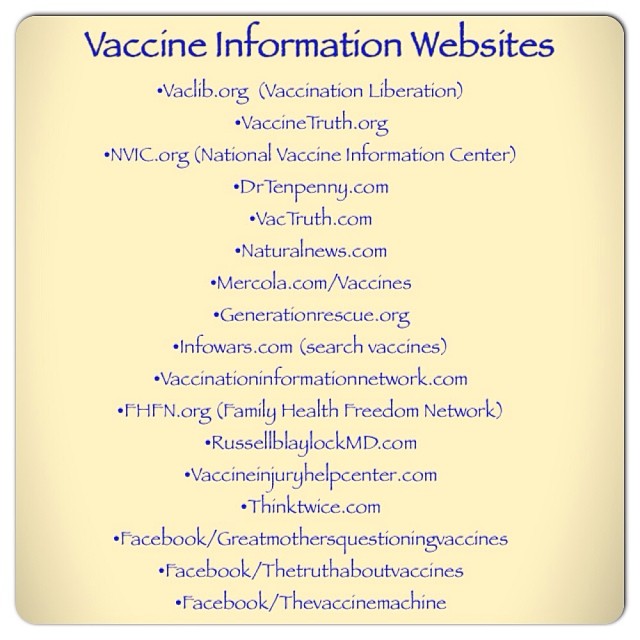 Vaccine Information Websites
•Vaclib.org (Vaccination Liberation)
•VaccineTruth.org
•NVIC.org (National Vaccine Information Center)
•DrTenpenny.com
•VacTruth.com
•Naturalnews.com
•Mercola.com/Vaccines
•Generationrescue.org
•Infowars.com (search vaccines)
•Vaccinationinformationnetwork.com
•FHFN.org (Family Health Freedom Network)
•RussellblaylockMD.com
•Vaccineinjuryhelpcenter.com
•Thinktwice.com
•Facebook/Greatmothersquestioningvaccines
•Facebook/Thetruthaboutvaccines
•Facebook/Thevaccinemachine